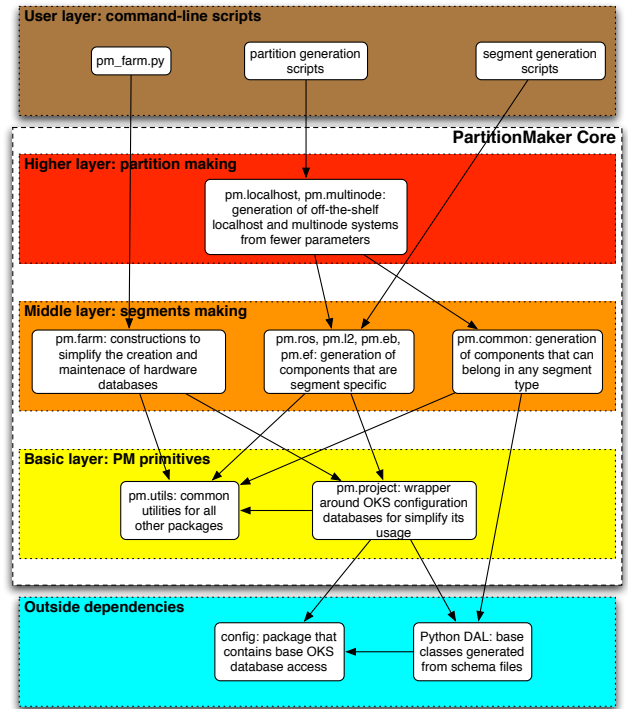 User layer: command-line scripts
pm_farm.py
partition generation
scripts
segment generation
scripts
PartitionMaker Core
Higher layer: partition making
pm.localhost, pm.multinode:
generation of off-the-shelf
localhost and multinode systems
from fewer parameters
Middle layer: segments making
pm.farm: constructions to
simplify the creation and
maintenace of hardware
databases
pm.ros, pm.l2, pm.eb,
pm.ef: generation of
components that are
segment specific
pm.common: generation
of components that can
belong in any segment
type
Basic layer: PM primitives
pm.utils: common
utilities for all
other packages
pm.project: wrapper
around OKS configuration
databases for simplify its
usage
Outside dependencies
config: package that
contains base OKS
database access
Python DAL: base
classes generated
from schema files